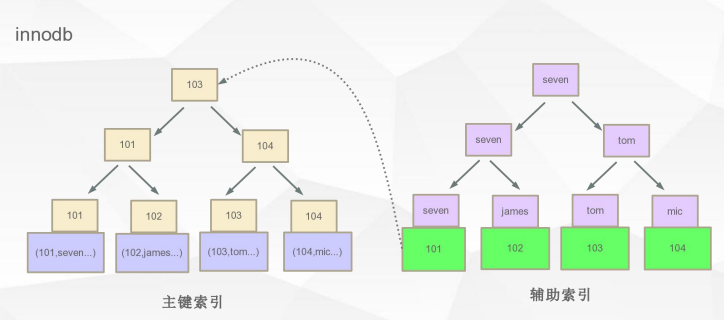 innodb
103
101
104
101
102
103
104
(101,seven...)
(102,james...)
(103,tom...)
(104,mic...)
主键索引
seven
seven
tom
seven
james
tom
mic
101
102
103
104
辅助索引